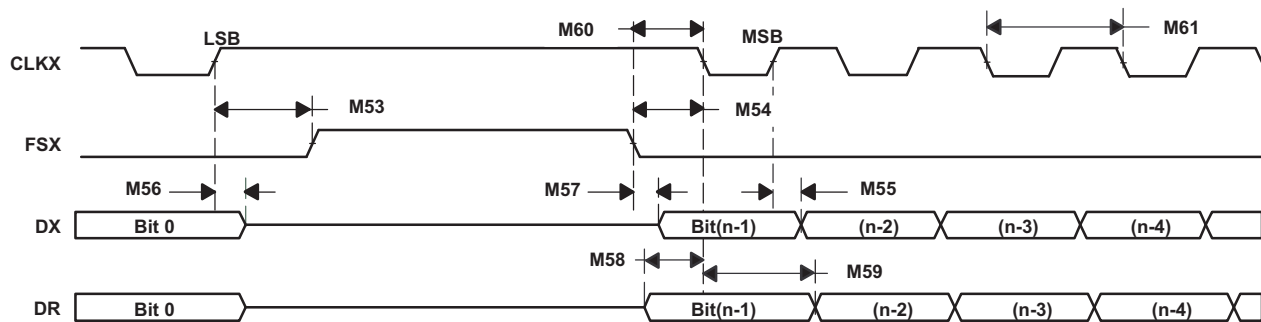 LSB
M60
MSB
M61
CLKX
M53
M54
FSX
M56
M57
M55
DX
Bit 0
Bit(n-1)
(n-2)
(n-3)
(n-4)
M58
M59
DR
Bit 0
Bit(n-1)
(n-2)
(n-3)
(n-4)